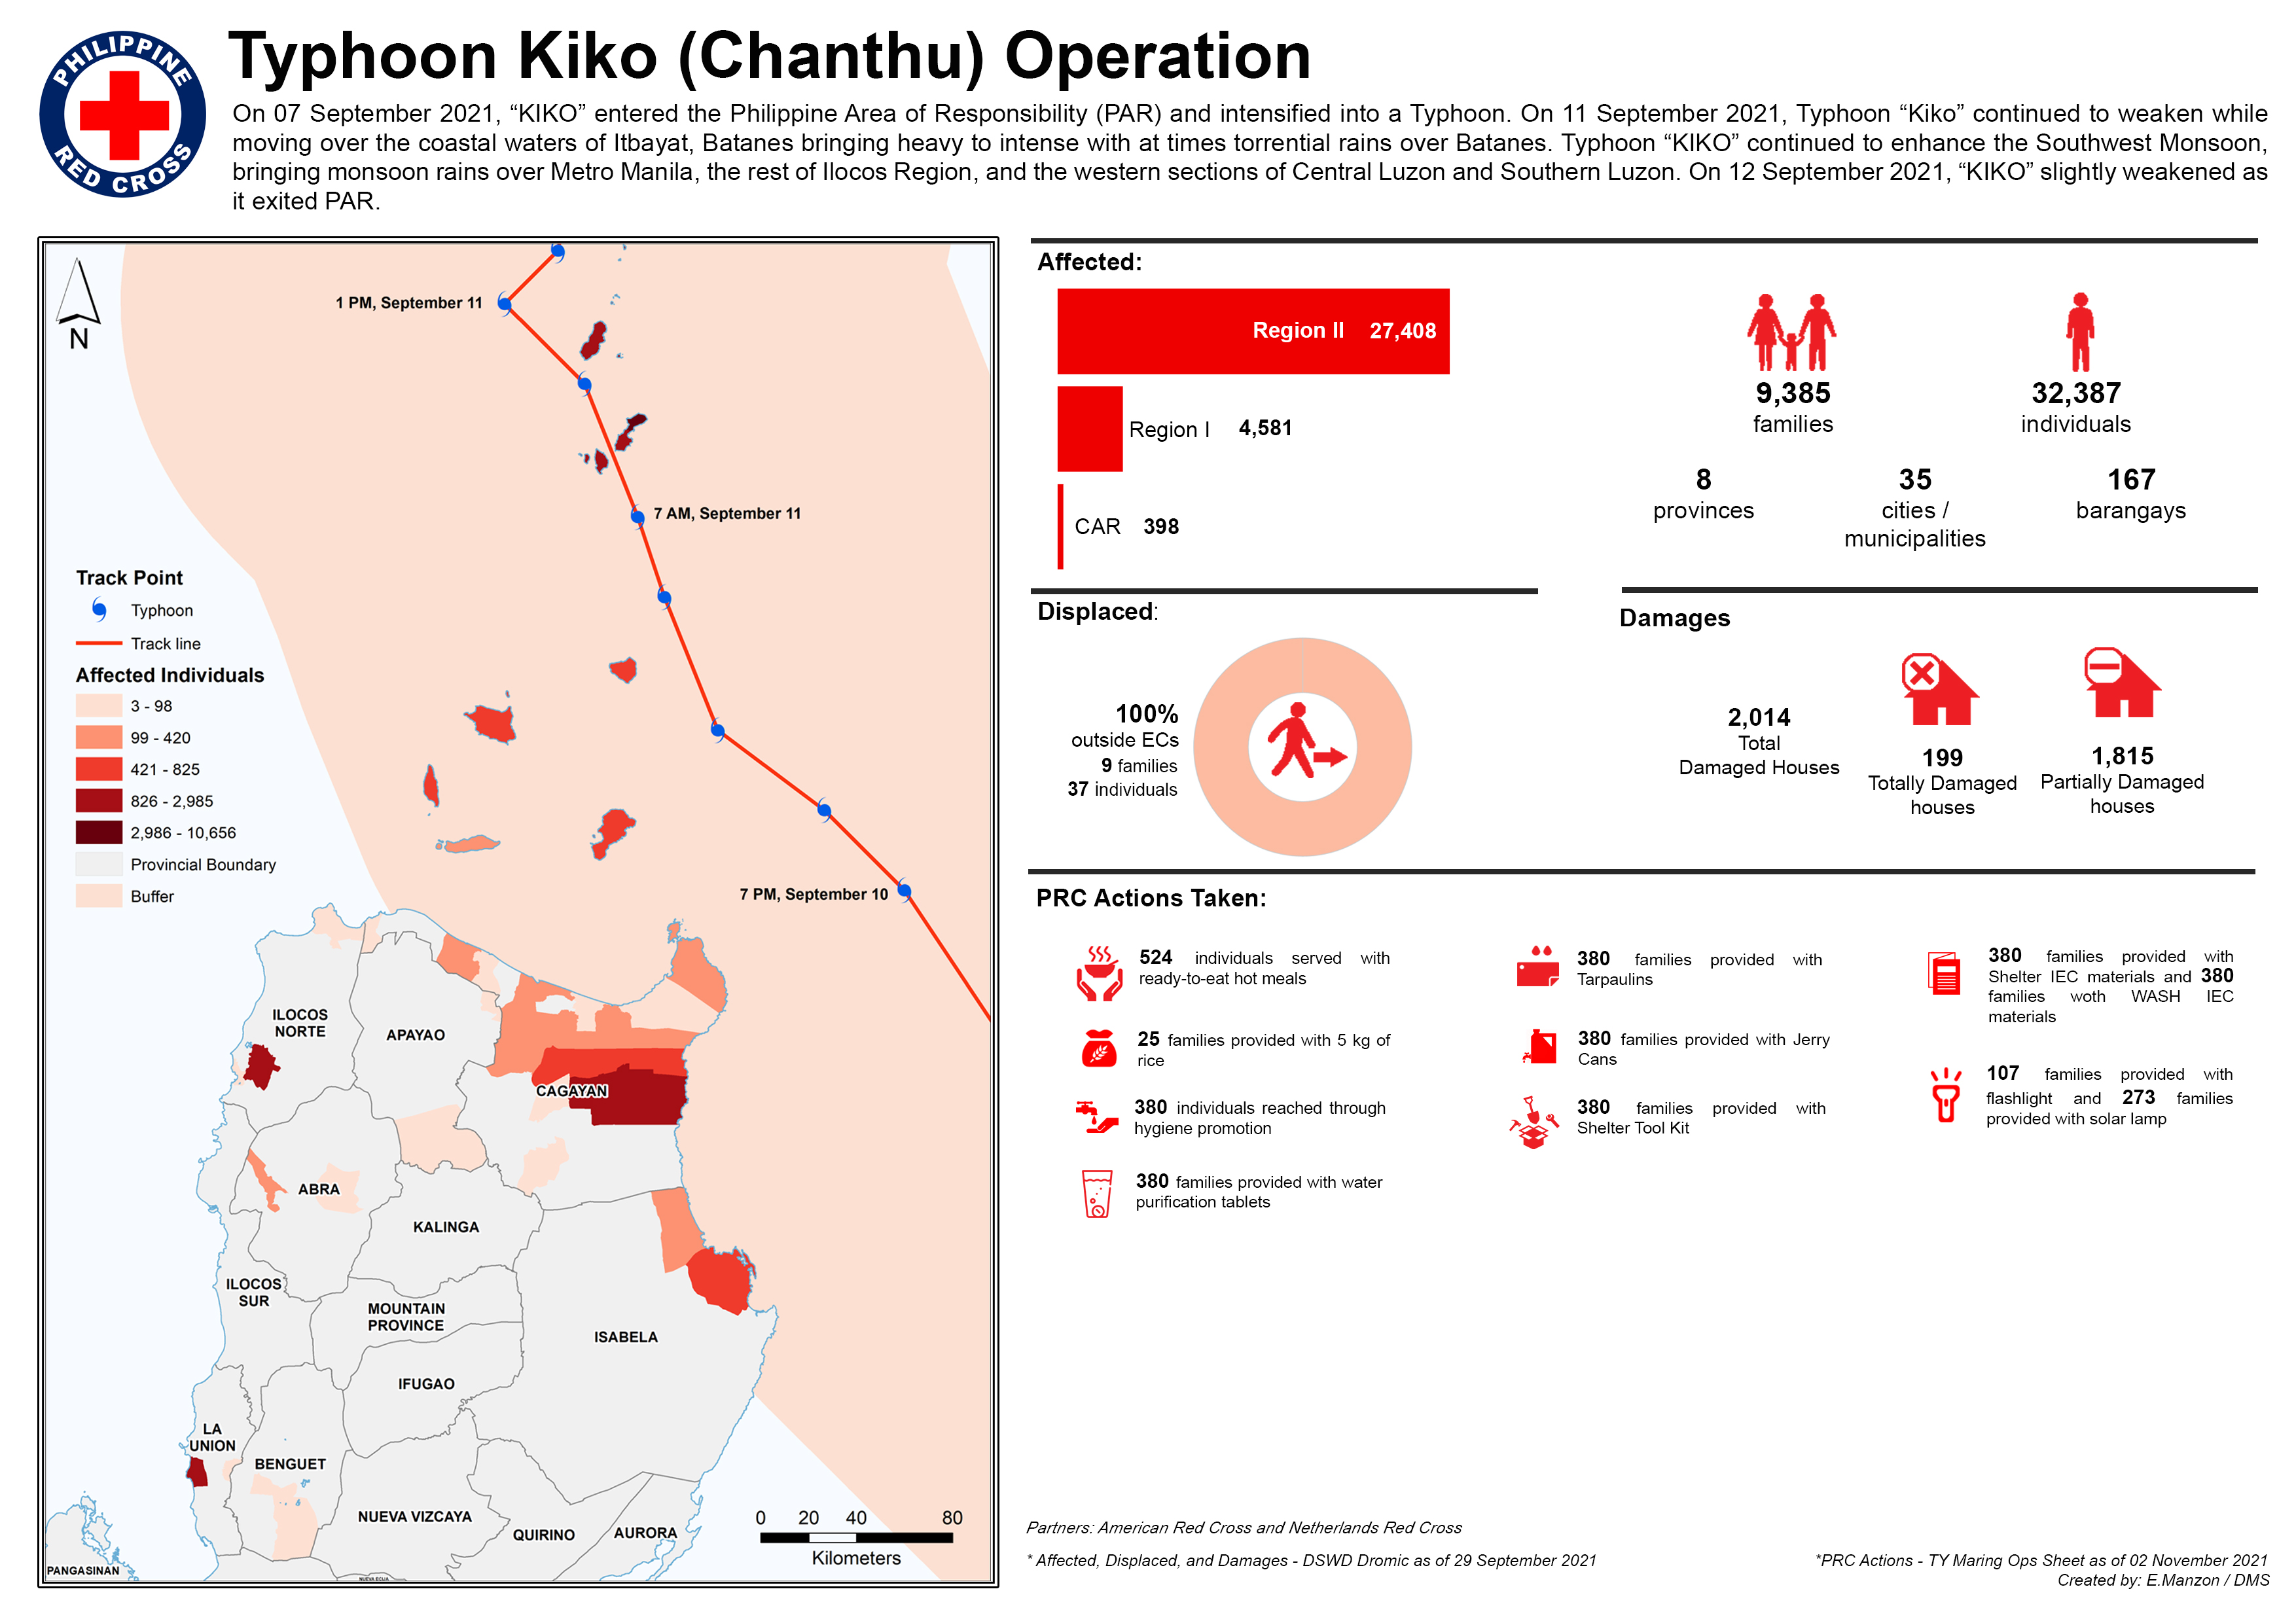 PHILIPPINE
RED CROSS
Typhoon Kiko (Chanthu) Operation
On 07 September 2021, “KIKO” entered the Philippine Area of Responsibility (PAR) and intensified into a Typhoon. On 11 September 2021, Typhoon “Kiko” continued to weaken while
moving over the coastal waters of Itbayat, Batanes bringing heavy to intense with at times torrential rains over Batanes. Typhoon “KIKO” continued to enhance the Southwest Monsoon,
bringing monsoon rains over Metro Manila, the rest of Ilocos Region, and the western sections of Central Luzon and Southern Luzon. On 12 September 2021, “KIKO” slightly weakened as
it exited PAR.
N
1 PM, September 11
7 AM, September 11
7 PM, September 10
Track Point
Typhoon
Track line
Affected Individuals
3 - 98
99 - 420
421 - 825
826 - 2,985
2,986 - 10,656
Provincial Boundary
Buffer
ILOCOS
NORTE
APAYAO
CAGAYAN
ABRA
KALINGA
ILOCOS
SUR
MOUNTAIN
PROVINCE
ISABELA
IFUGAO
LA
UNION
BENGUET
NUEVA VIZCAYA
QUIRINO
AURORA
PANGASINAN
NUEVA ECIJA
0 20 40 80
Kilometers
Affected:
Region II 27,408
Region I 4,581
CAR 398
9,385
families
32,387
individuals
8
provinces
35
cities /
municipalities
167
barangays
Displaced:
100%
outside ECs
9 families
37 individuals
Damages
2,014
Total
Damaged Houses
199
Totally Damaged
houses
1,815
Partially Damaged
houses
PRC Actions Taken:
524 individuals served with
ready-to-eat hot meals
25 families provided with 5 kg of
rice
380 individuals reached through
hygiene promotion
380 families provided with water
purification tablets
380 families provided with
Tarpaulins
380 families provided with Jerry
Cans
380 families provided with
Shelter Tool Kit
380 families provided with
Shelter IEC materials and 380
families woth WASH IEC
materials
107 families provided with
flashlight and 273 families
provided with solar lamp
Partners: American Red Cross and Netherlands Red Cross
* Affected, Displaced, and Damages - DSWD Dromic as of 29 September 2021
*PRC Actions - TY Maring Ops Sheet as of 02 November 2021
Created by: E.Manzon / DMS